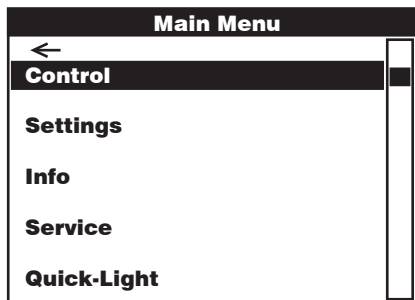 Main Menu
Control
Settings
Info
Service
Quick-Light